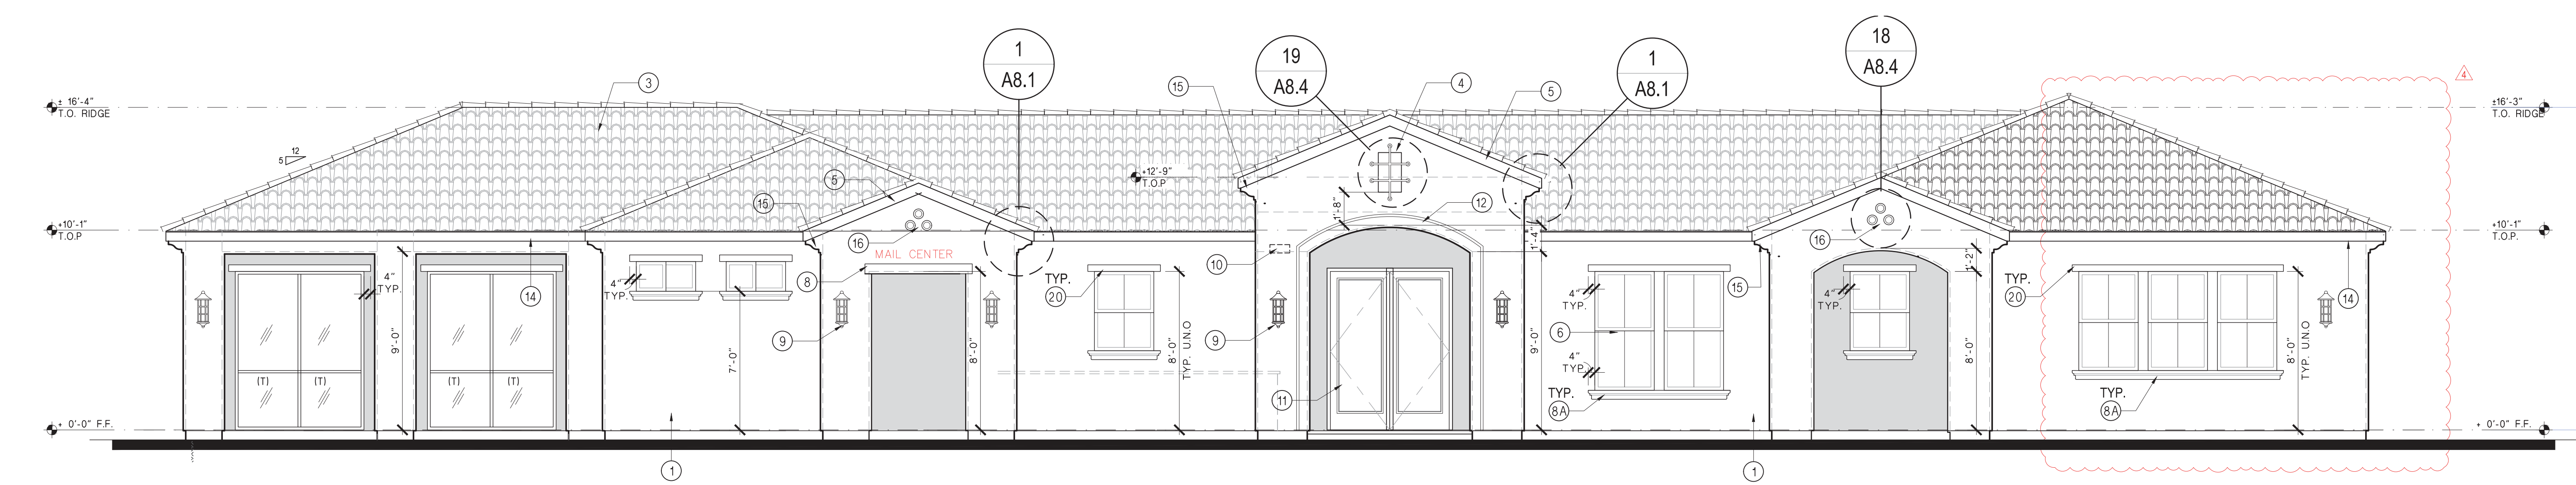 1
A8.1
19
A8.4
1
A8.1
18
A8.4
4
3
15
4
5
± 16'-4"
T.O. RIDGE
±16'-3"
T.O. RIDGE
12
5
+12'-9"
T.O.P
5
15
16
12
1'-8"
16
+10'-1"
T.O.P
+10'-1"
T.O.P.
1'-4"
MAIL CENTER
10
1'-2"
4"
TYP.
14
4"
TYP.
8
TYP.
20
15
4"
TYP.
4"
TYP.
TYP.
20
14
9
9
6
9'-0"
7'-0"
8'-0"
8'-0"
TYP. U.N.O
9'-0"
8'-0"
8'-0"
TYP. U.N.O
4"
TYP.
(T)
(T)
(T)
(T)
11
TYP.
8A
TYP.
8A
+ 0'-0" F.F.
+ 0'-0" F.F.
1
1